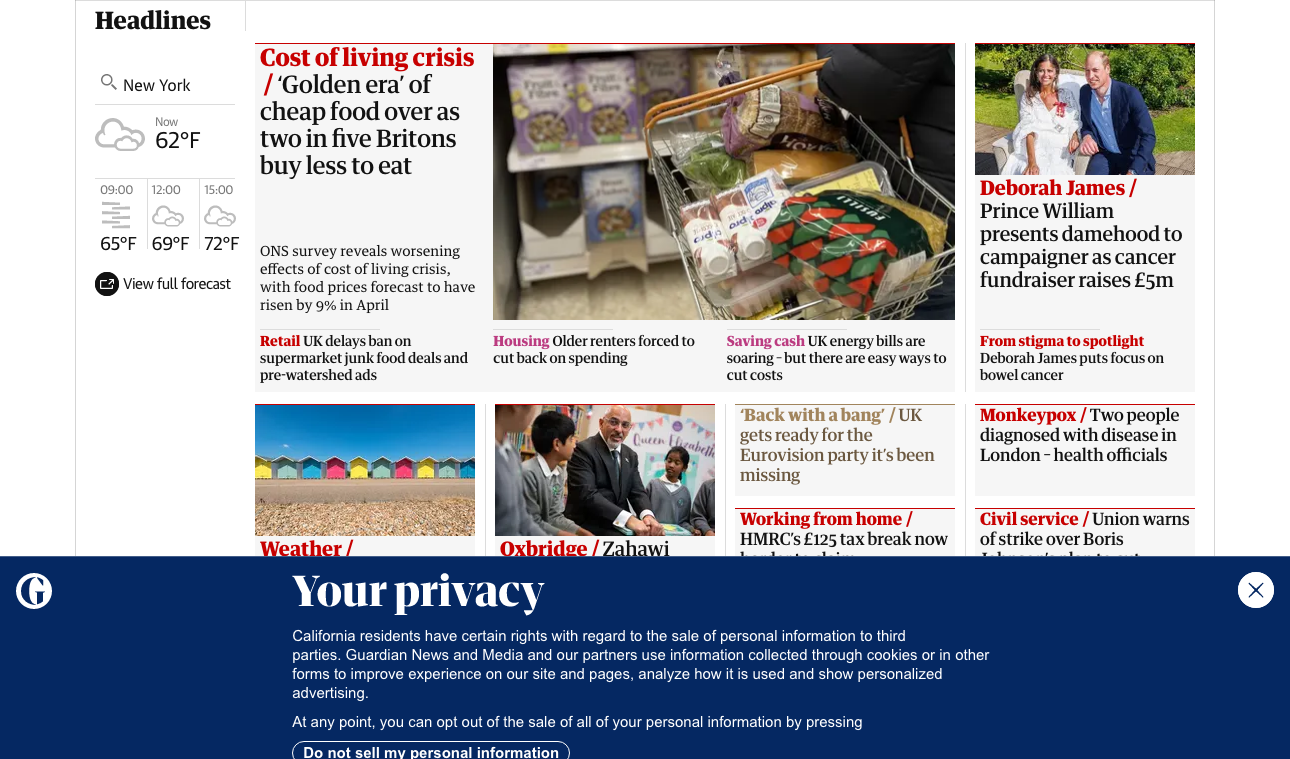 Headlines
New York
Now
62°F
09:00
12:00
15:00
65°F
69°F
72°F
View full forecast
Cost of living crisis
/ ‘Golden era’ of
cheap food over as
two in five Britons
buy less to eat
ONS survey reveals worsening
effects of cost of living crisis,
with food prices forecast to have
risen by 9% in April
Retail UK delays ban on
supermarket junk food deals and
pre-watershed ads
Housing Older renters forced to
cut back on spending
Saving cash UK energy bills are
soaring – but there are easy ways to
cut costs
Deborah James /
Prince William
presents damehood to
campaigner as cancer
fundraiser raises £5m
From stigma to spotlight
Deborah James puts focus on
bowel cancer
Weather /
Queen Elizabeth
Oxbridge / Zahawi
‘Back with a bang’ / UK
gets ready for the
Eurovision party it’s been
missing
Working from home /
HMRC’s £125 tax break now
Monkeypox / Two people
diagnosed with disease in
London – health officials
Civil service / Union warns
of strike over Boris
Your privacy
California residents have certain rights with regard to the sale of personal information to third
parties. Guardian News and Media and our partners use information collected through cookies or in other
forms to improve experience on our site and pages, analyze how it is used and show personalized
advertising.
At any point, you can opt out of the sale of all of your personal information by pressing
Do not sell my personal information